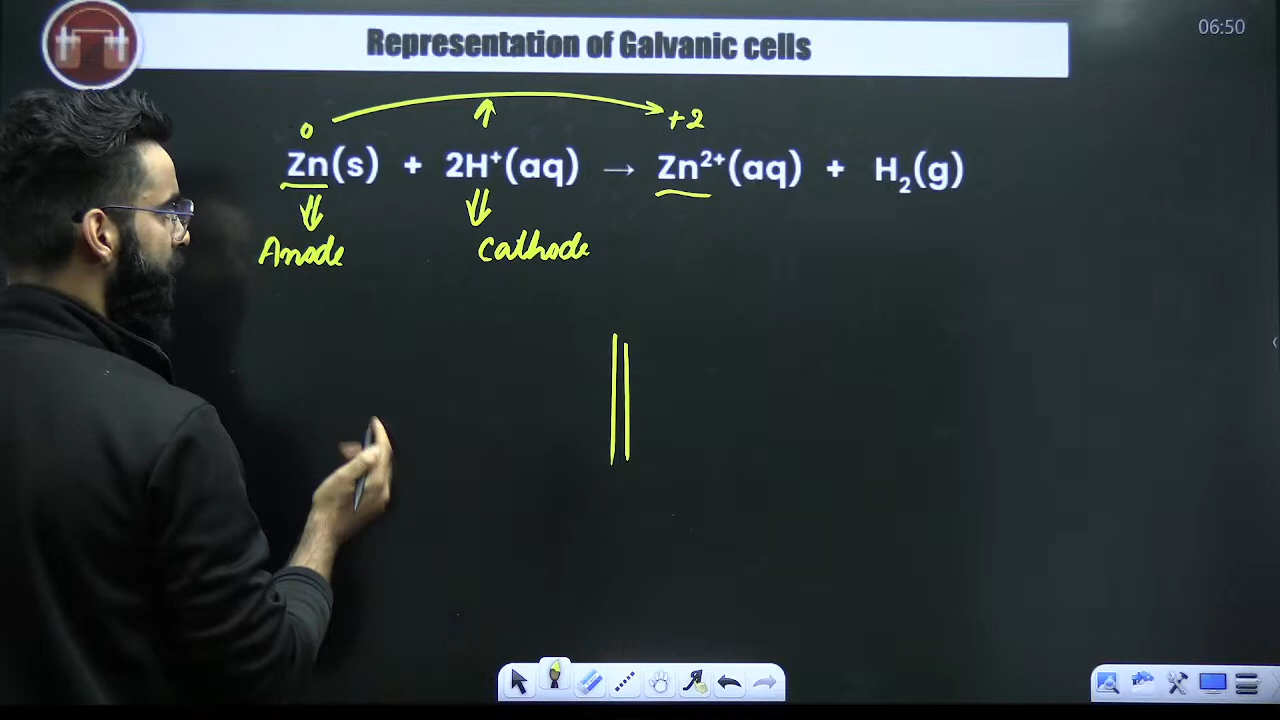 06:50
Representation of Galvanic cells
0 +2
Zn(s) + 2H⁺(aq) → Zn²⁺(aq) + H₂(g)
Anode Cathode